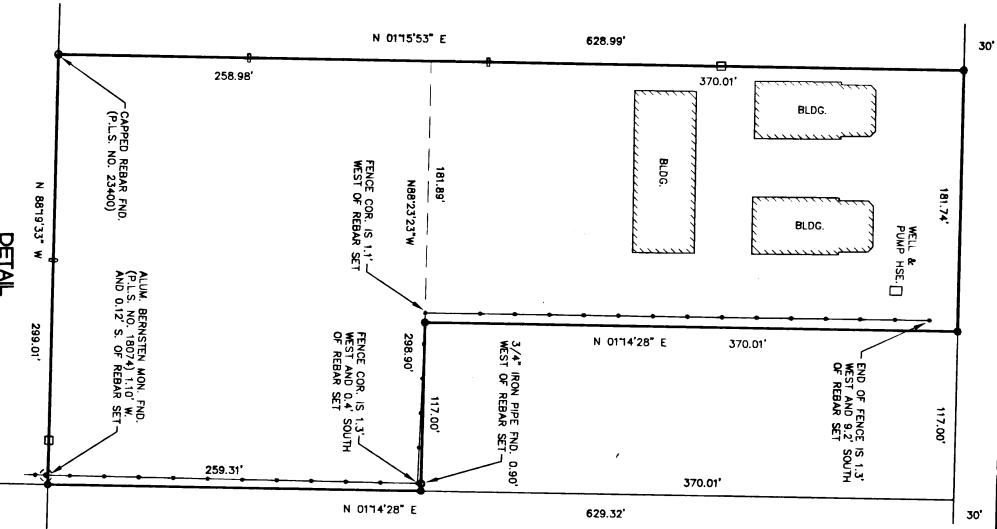 N 01°15'53" E
628.99'
30'
258.98'
370.01'
BLDG.
BLDG.
BLDG.
181.74'
WELL &
PUMP HSE.
CAPPED REBAR FND.
(P.L.S. NO. 23400)
FENCE COR. IS 1.1'
WEST OF REBAR SET
181.89'
N88°23'23"W
N 88°19'33" W
299.01'
DETAIL
ALUM. BERNSTEN MON. FND.
(P.L.S. NO. 18074) 1.10' W.
AND 0.12' S. OF REBAR SET
FENCE COR. IS 1.3'
WEST AND 0.4' SOUTH
OF REBAR SET
298.90'
117.00'
3/4" IRON PIPE FND. 0.90'
WEST OF REBAR SET
N 01°14'28" E
370.01'
END OF FENCE IS 1.3'
WEST AND 9.2' SOUTH
OF REBAR SET
117.00'
259.31'
370.01'
N 01°14'28" E
629.32'
30'